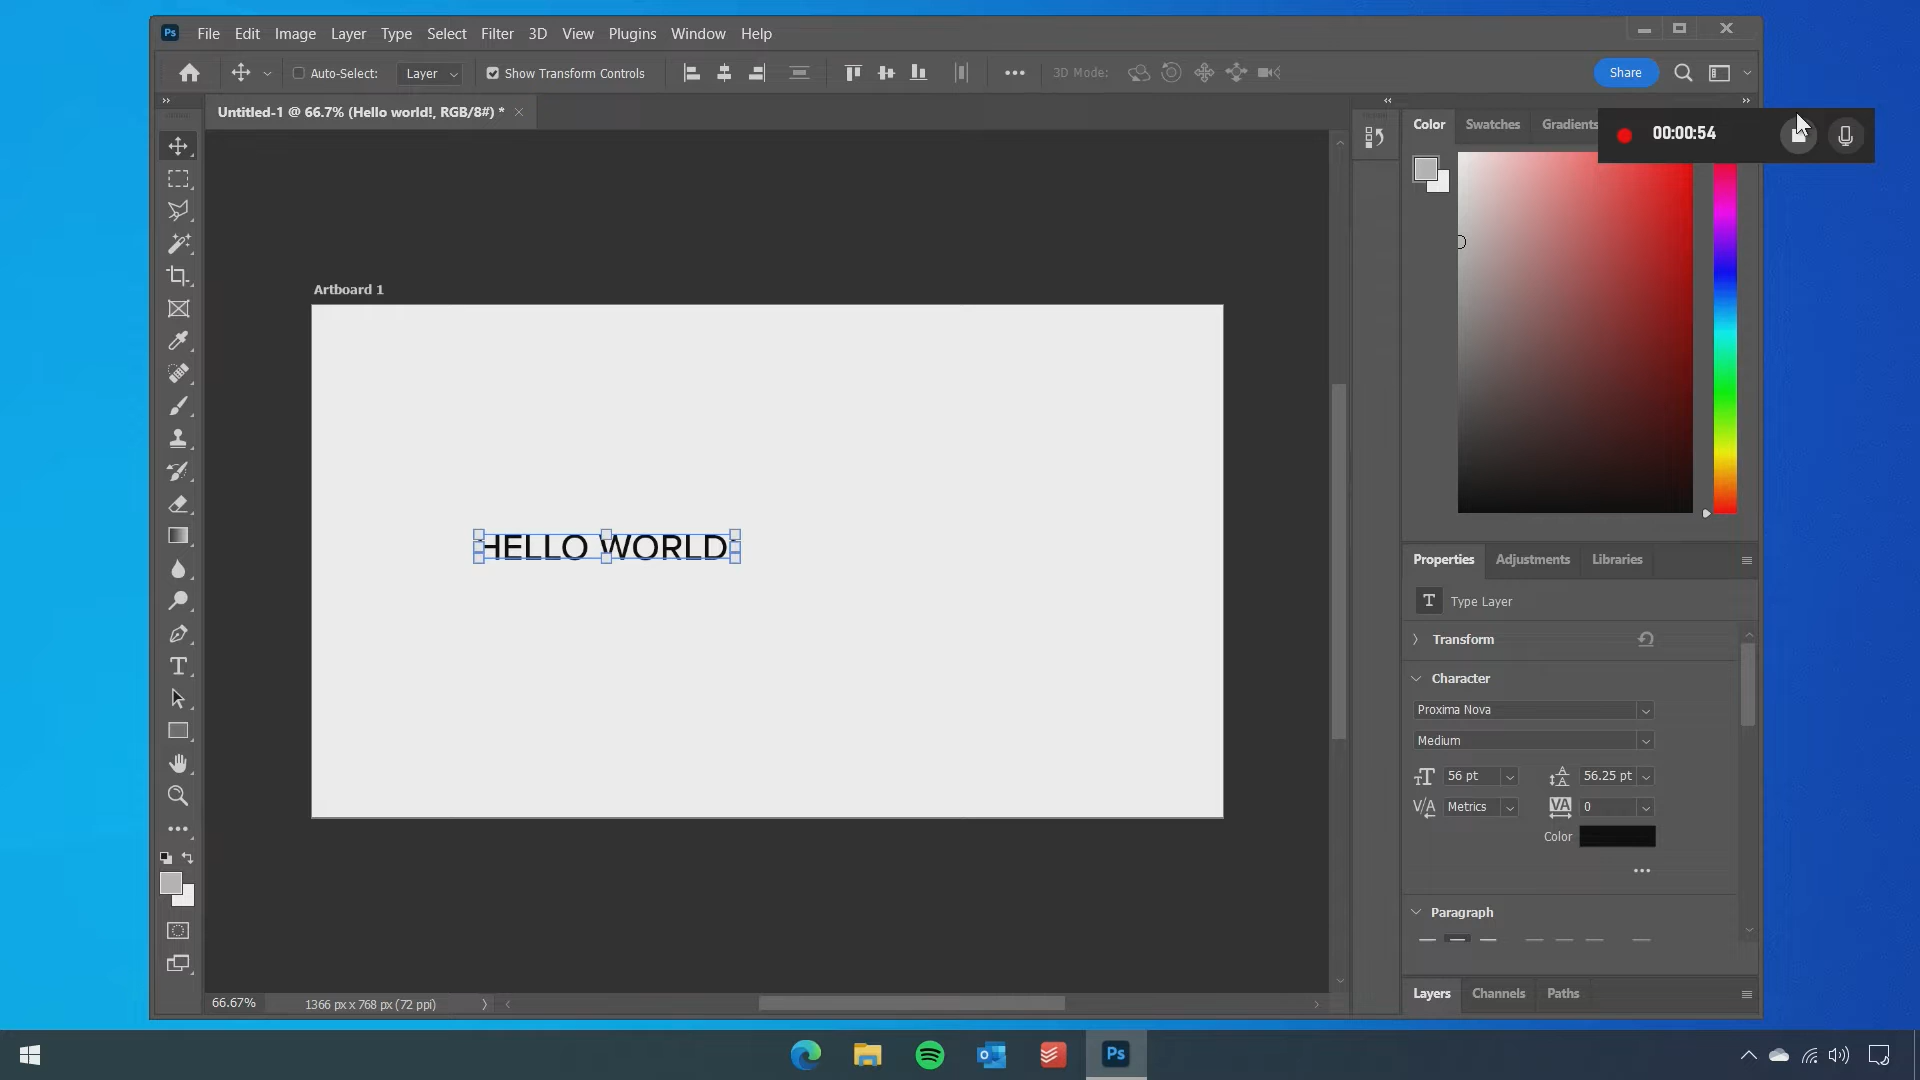 Ps File Edit Image Layer Type Select Filter 3D View Plugins Window Help
Auto-Select: Layer Show Transform Controls 3D Mode: Share
Untitled-1 @ 66.7% (Hello world!, RGB/8#) *
Color Swatches Gradients
00:00:54
Artboard 1
HELLO WORLD
Properties Adjustments Libraries
T Type Layer
Transform
Character
Proxima Nova
Medium
56 pt 56.25 pt
Metrics 0
Color
Paragraph
Layers Channels Paths
66.67% 1366 px x 768 px (72 ppi)
Ps